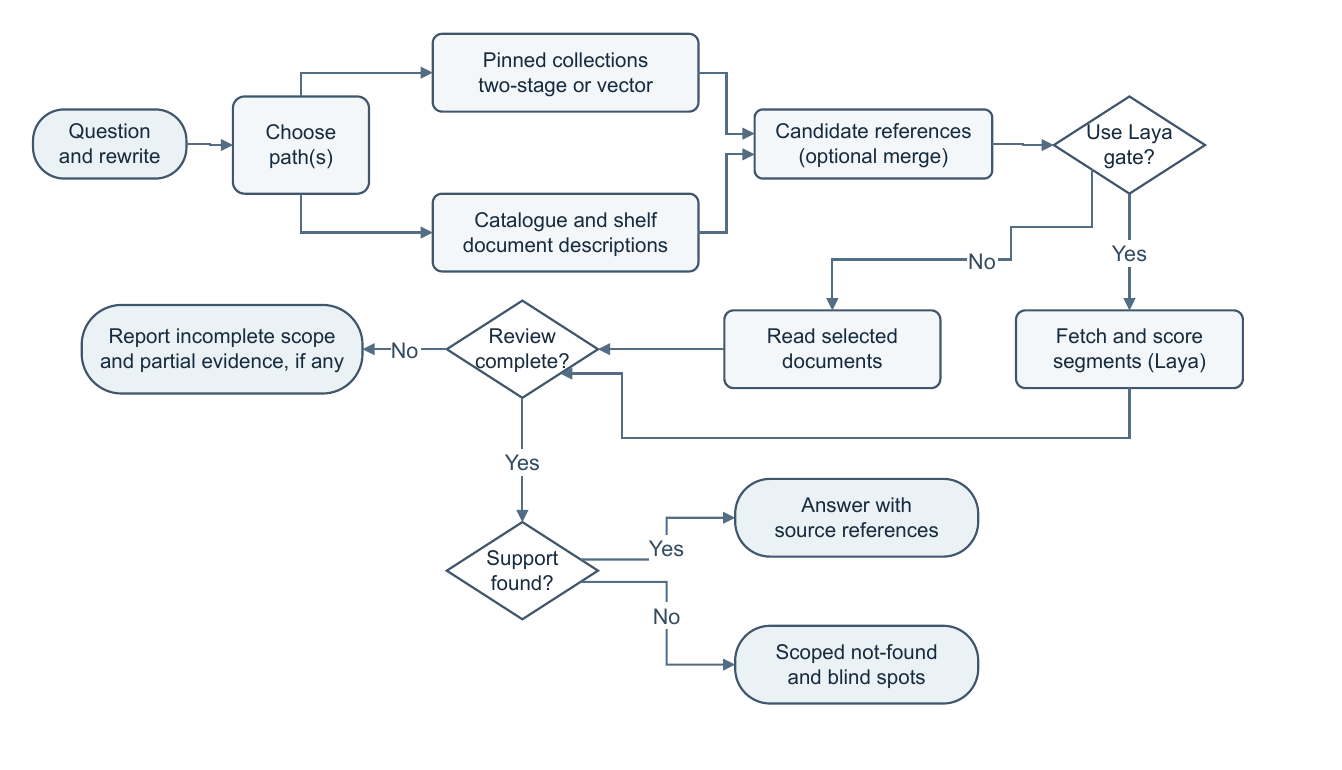 Pinned collections
two-stage or vector
Question
and rewrite
Choose
path(s)
Candidate references
(optional merge)
Use Laya
gate?
Catalogue and shelf
document descriptions
No
Yes
Report incomplete scope
and partial evidence, if any
No
Review
complete?
Read selected
documents
Fetch and score
segments (Laya)
Yes
Answer with
source references
Support
found?
Yes
No
Scoped not-found
and blind spots